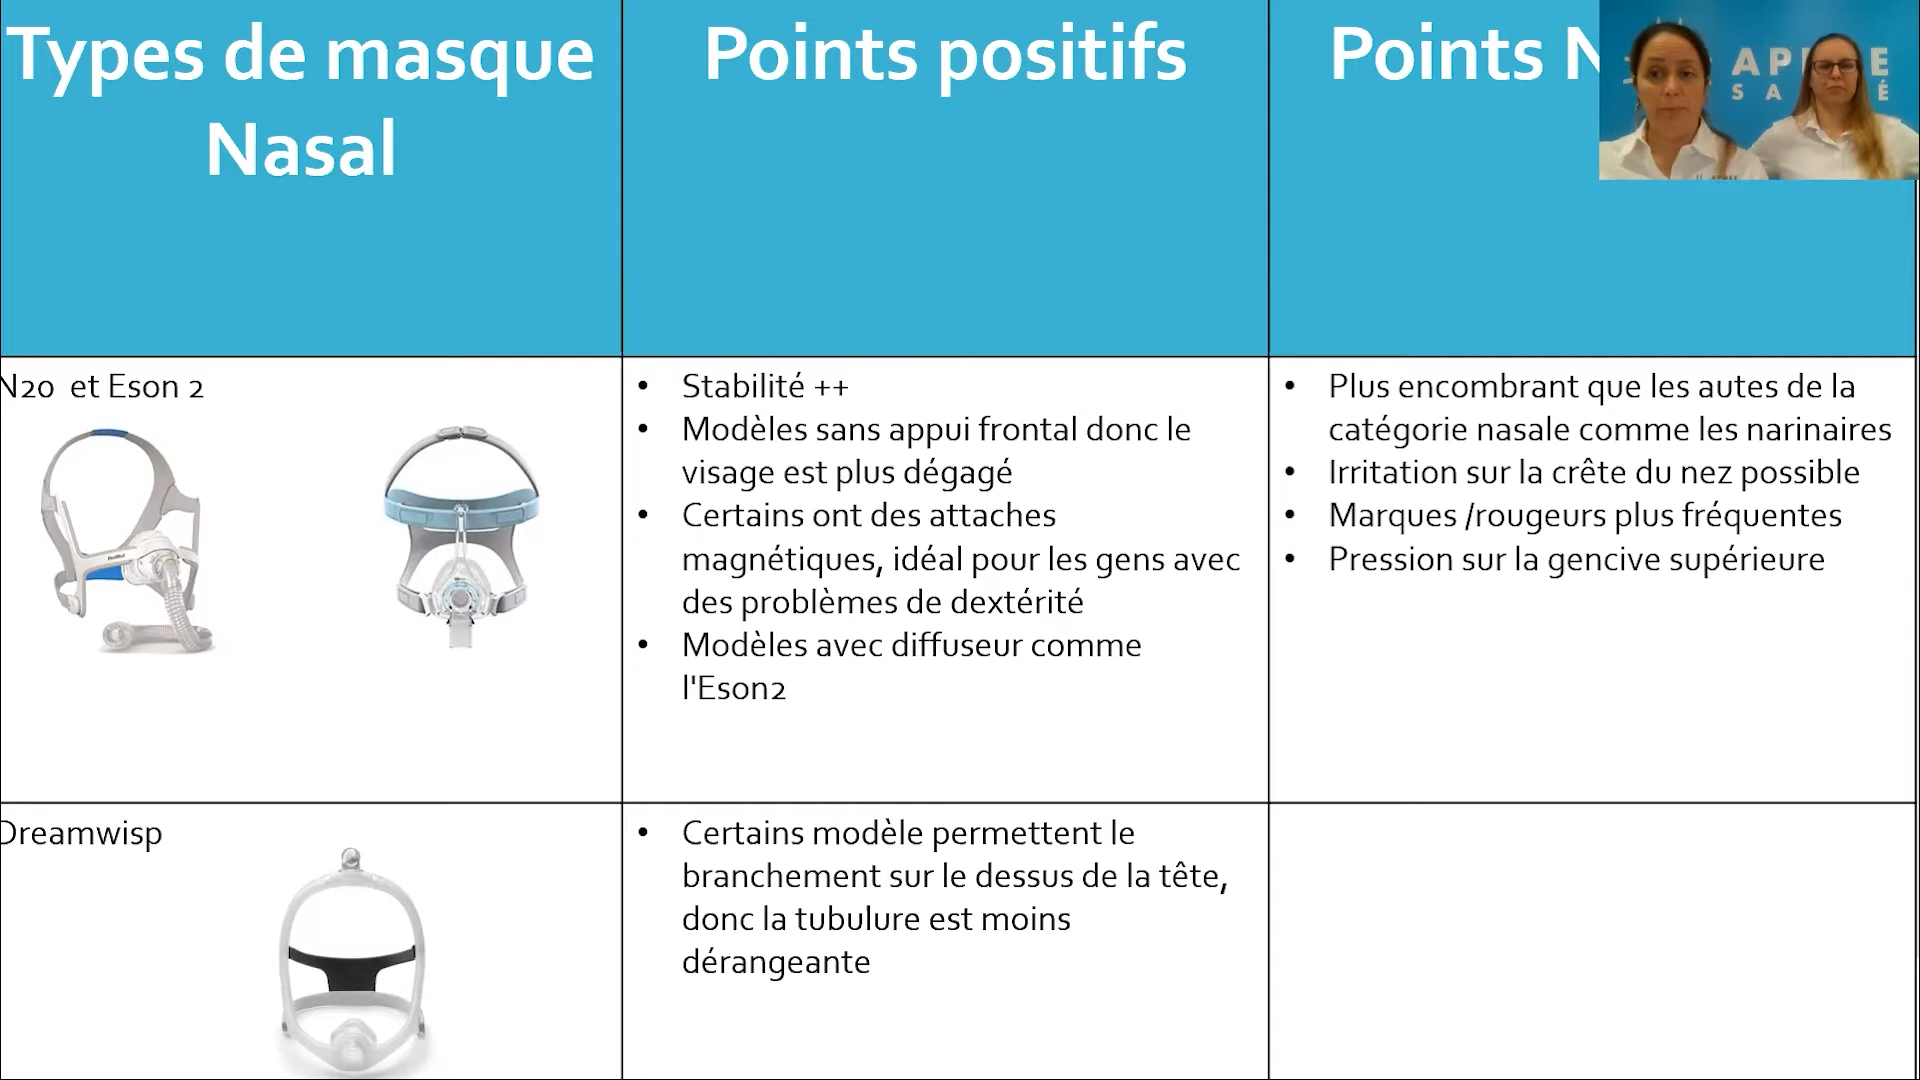 Types de masque
Nasal
Points positifs
Points N
N20 et Eson 2
• Stabilité ++
• Modèles sans appui frontal donc le
visage est plus dégagé
• Certains ont des attaches
magnétiques, idéal pour les gens avec
des problèmes de dextérité
• Modèles avec diffuseur comme
l'Eson2
• Plus encombrant que les autes de la
catégorie nasale comme les narinaires
• Irritation sur la crête du nez possible
• Marques /rougeurs plus fréquentes
• Pression sur la gencive supérieure
Dreamwisp
• Certains modèle permettent le
branchement sur le dessus de la tête,
donc la tubulure est moins
dérangeante